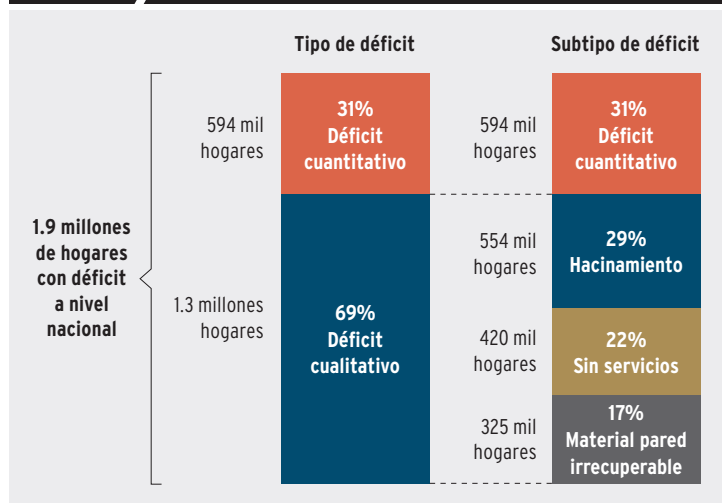 Tipo de déficit
Subtipo de déficit
1.9 millones
de hogares
con déficit
a nivel
nacional
594 mil
hogares
31%
Déficit
cuantitativo
1.3 millones
hogares
69%
Déficit
cualitativo
594 mil
hogares
31%
Déficit
cuantitativo
554 mil
hogares
29%
Hacinamiento
420 mil
hogares
22%
Sin servicios
325 mil
hogares
17%
Material pared
irrecuperable